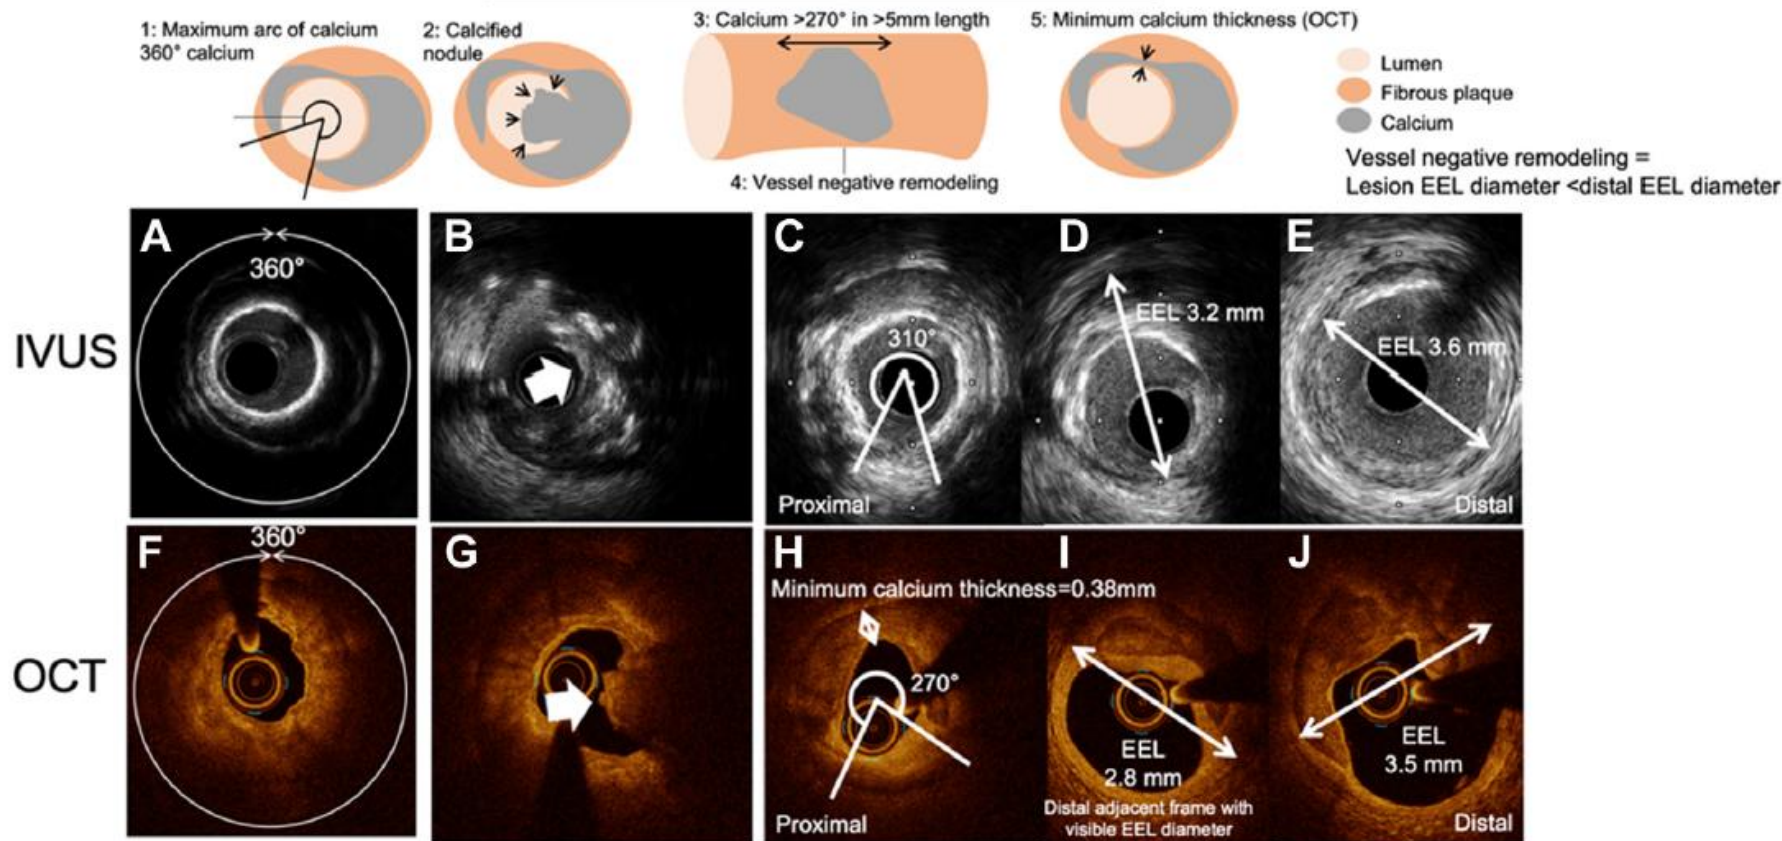 1: Maximum arc of calcium
360° calcium
2: Calcified
nodule
3: Calcium >270° in >5mm length
4: Vessel negative remodeling
5: Minimum calcium thickness (OCT)
Lumen
Fibrous plaque
Calcium
Vessel negative remodeling =
Lesion EEL diameter <distal EEL diameter
IVUS
A
360°
B
C
310°
Proximal
D
EEL 3.2 mm
E
EEL 3.6 mm
Distal
OCT
F
360°
G
H
Minimum calcium thickness=0.38mm
270°
Proximal
I
EEL
2.8 mm
Distal adjacent frame with
visible EEL diameter
J
EEL
3.5 mm
Distal